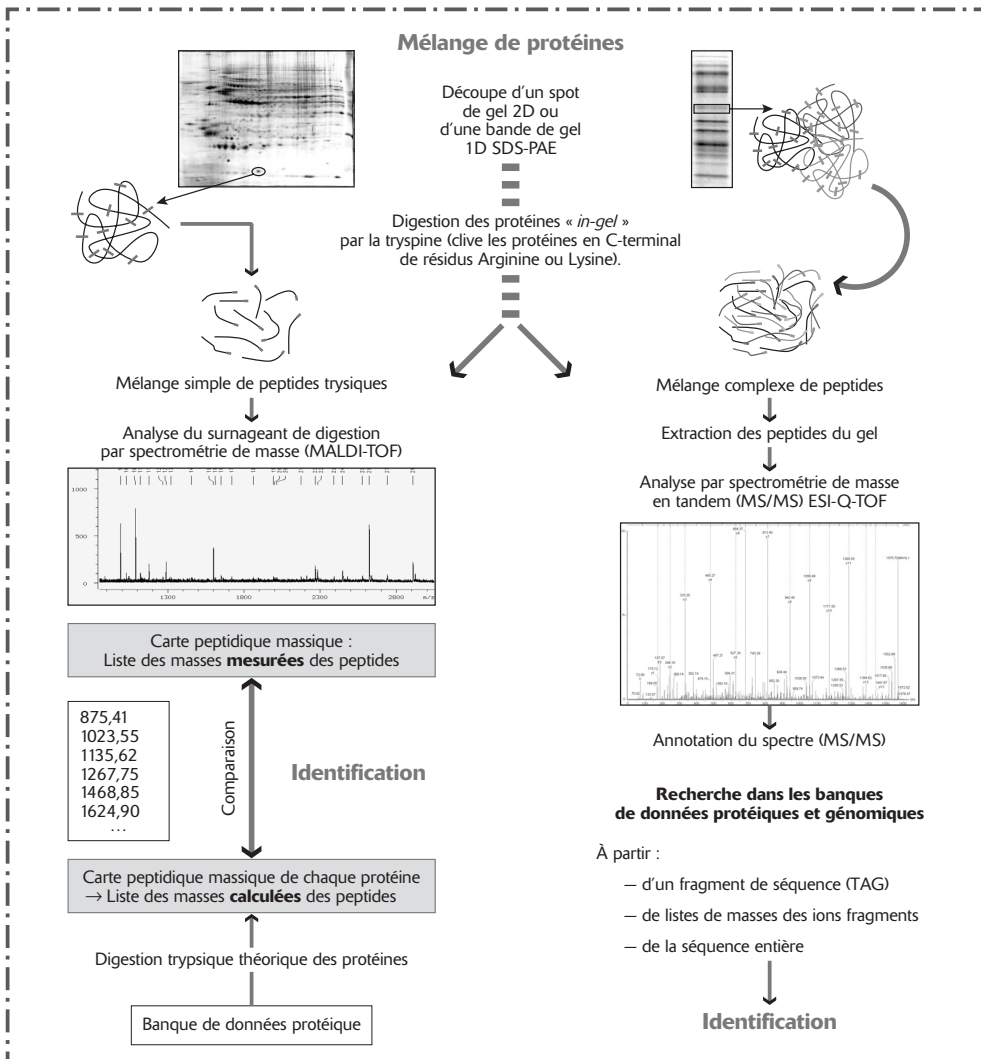 Mélange de protéines
Découpe d'un spot
de gel 2D ou
d'une bande de gel
1D SDS-PAE
Digestion des protéines « in-gel »
par la tryspine (clive les protéines en C-terminal
de résidus Arginine ou Lysine).
Mélange simple de peptides trysiques
Analyse du surnageant de digestion
par spectrométrie de masse (MALDI-TOF)
1000
500
0
1300
1800
2300
2800
m/z
Carte peptidique massique :
Liste des masses mesurées des peptides
875,41
1023,55
1135,62
1267,75
1468,85
1624,90
...
Comparaison
Identification
Carte peptidique massique de chaque protéine
→ Liste des masses calculées des peptides
Digestion trypsique théorique des protéines
Banque de données protéique
Mélange complexe de peptides
Extraction des peptides du gel
Analyse par spectrométrie de masse
en tandem (MS/MS) ESI-Q-TOF
Annotation du spectre (MS/MS)
Recherche dans les banques
de données protéiques et génomiques
À partir :
— d'un fragment de séquence (TAG)
— de listes de masses des ions fragments
— de la séquence entière
Identification